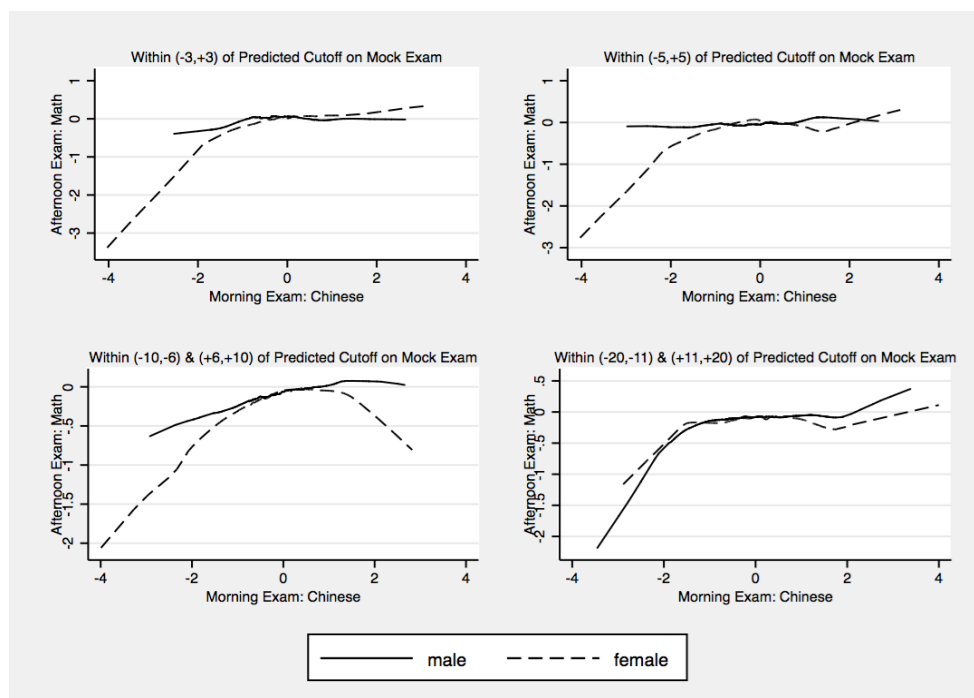 Within (-3,+3) of Predicted Cutoff on Mock Exam
Afternoon Exam: Math
1
0
-1
-2
-3
-4 -2 0 2 4
Morning Exam: Chinese
Within (-5,+5) of Predicted Cutoff on Mock Exam
Afternoon Exam: Math
1
0
-1
-2
-3
-4 -2 0 2 4
Morning Exam: Chinese
Within (-10,-6) & (+6,+10) of Predicted Cutoff on Mock Exam
Afternoon Exam: Math
0
-.5
-1
-1.5
-2
-4 -2 0 2 4
Morning Exam: Chinese
Within (-20,-11) & (+11,+20) of Predicted Cutoff on Mock Exam
Afternoon Exam: Math
.5
0
-.5
-1
-1.5
-2
-4 -2 0 2 4
Morning Exam: Chinese
male female